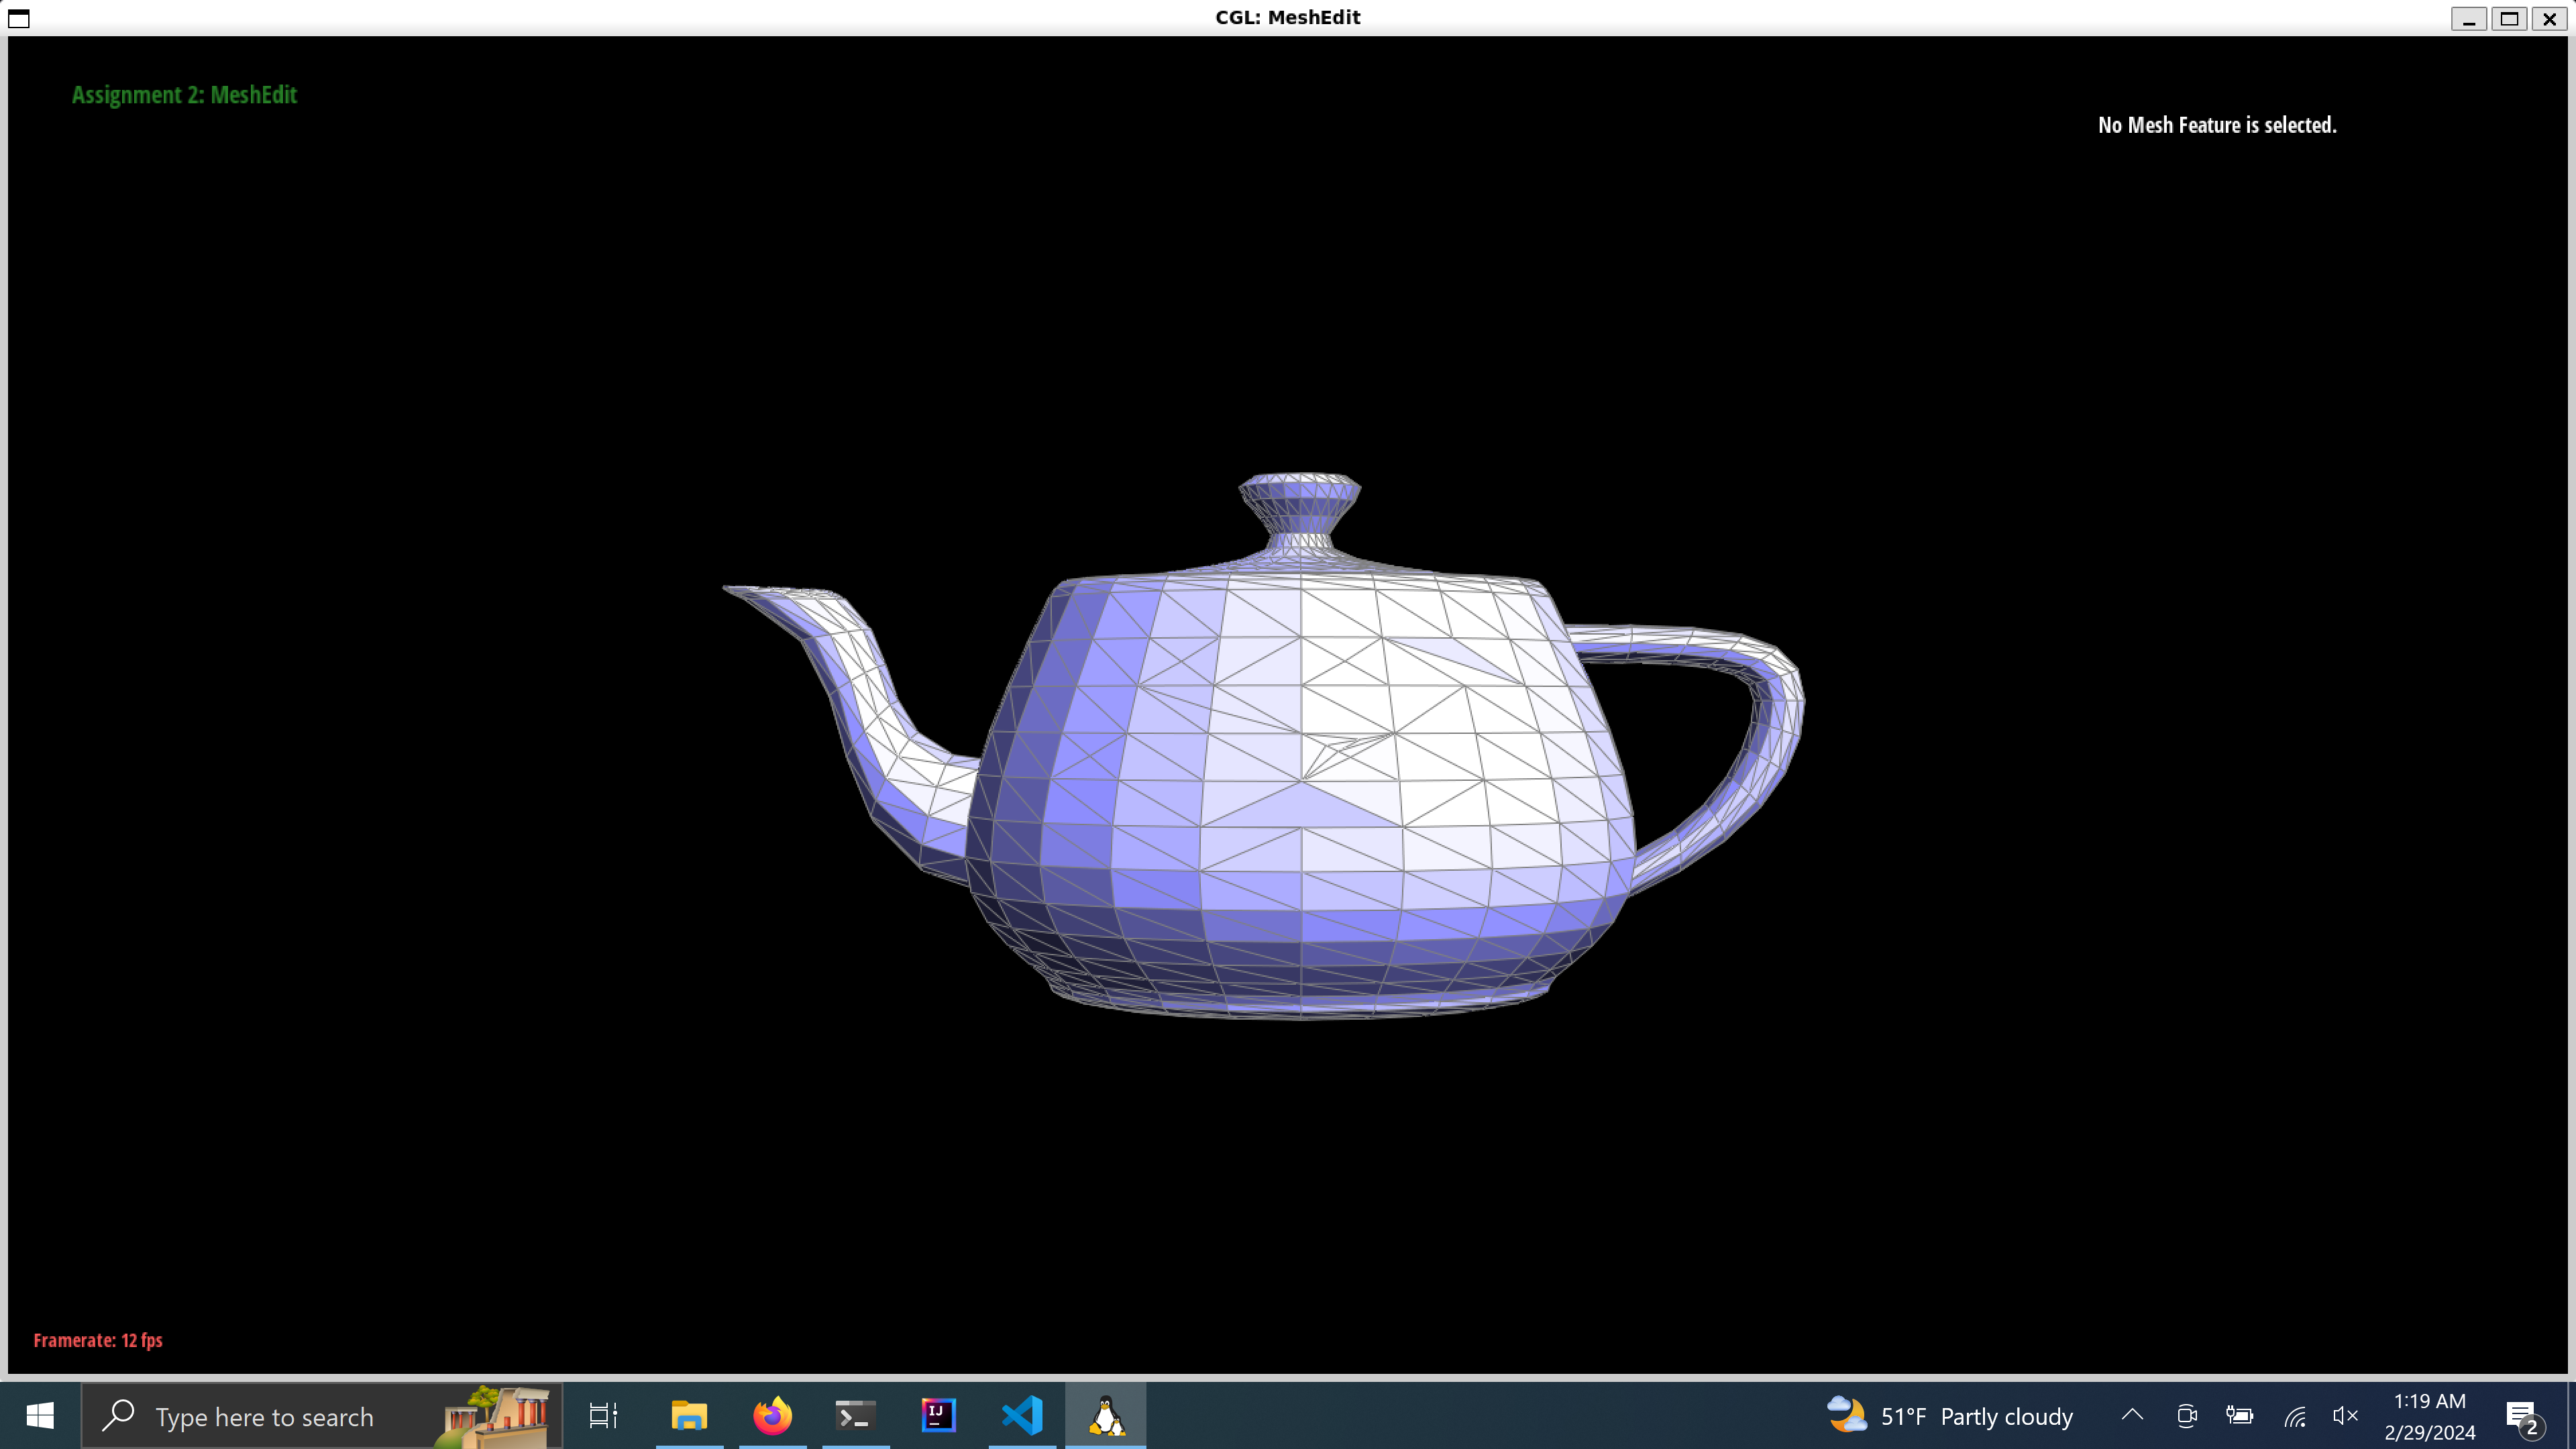 CGL: MeshEdit
Assignment 2: MeshEdit
No Mesh Feature is selected.
Framerate: 12 fps
Type here to search
IJ
51°F Partly cloudy
1:19 AM
2/29/2024
2